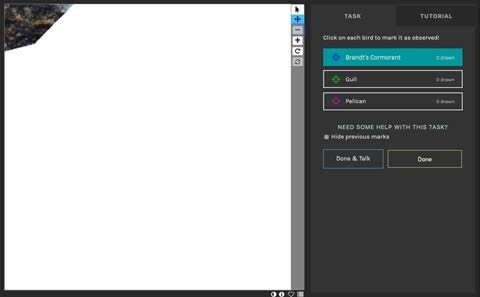 TASK
TUTORIAL
Click on each bird to mark it as observed!
Brandt's Cormorant
0 drawn
Gull
0 drawn
Pelican
0 drawn
NEED SOME HELP WITH THIS TASK?
Hide previous marks
Done & Talk
Done